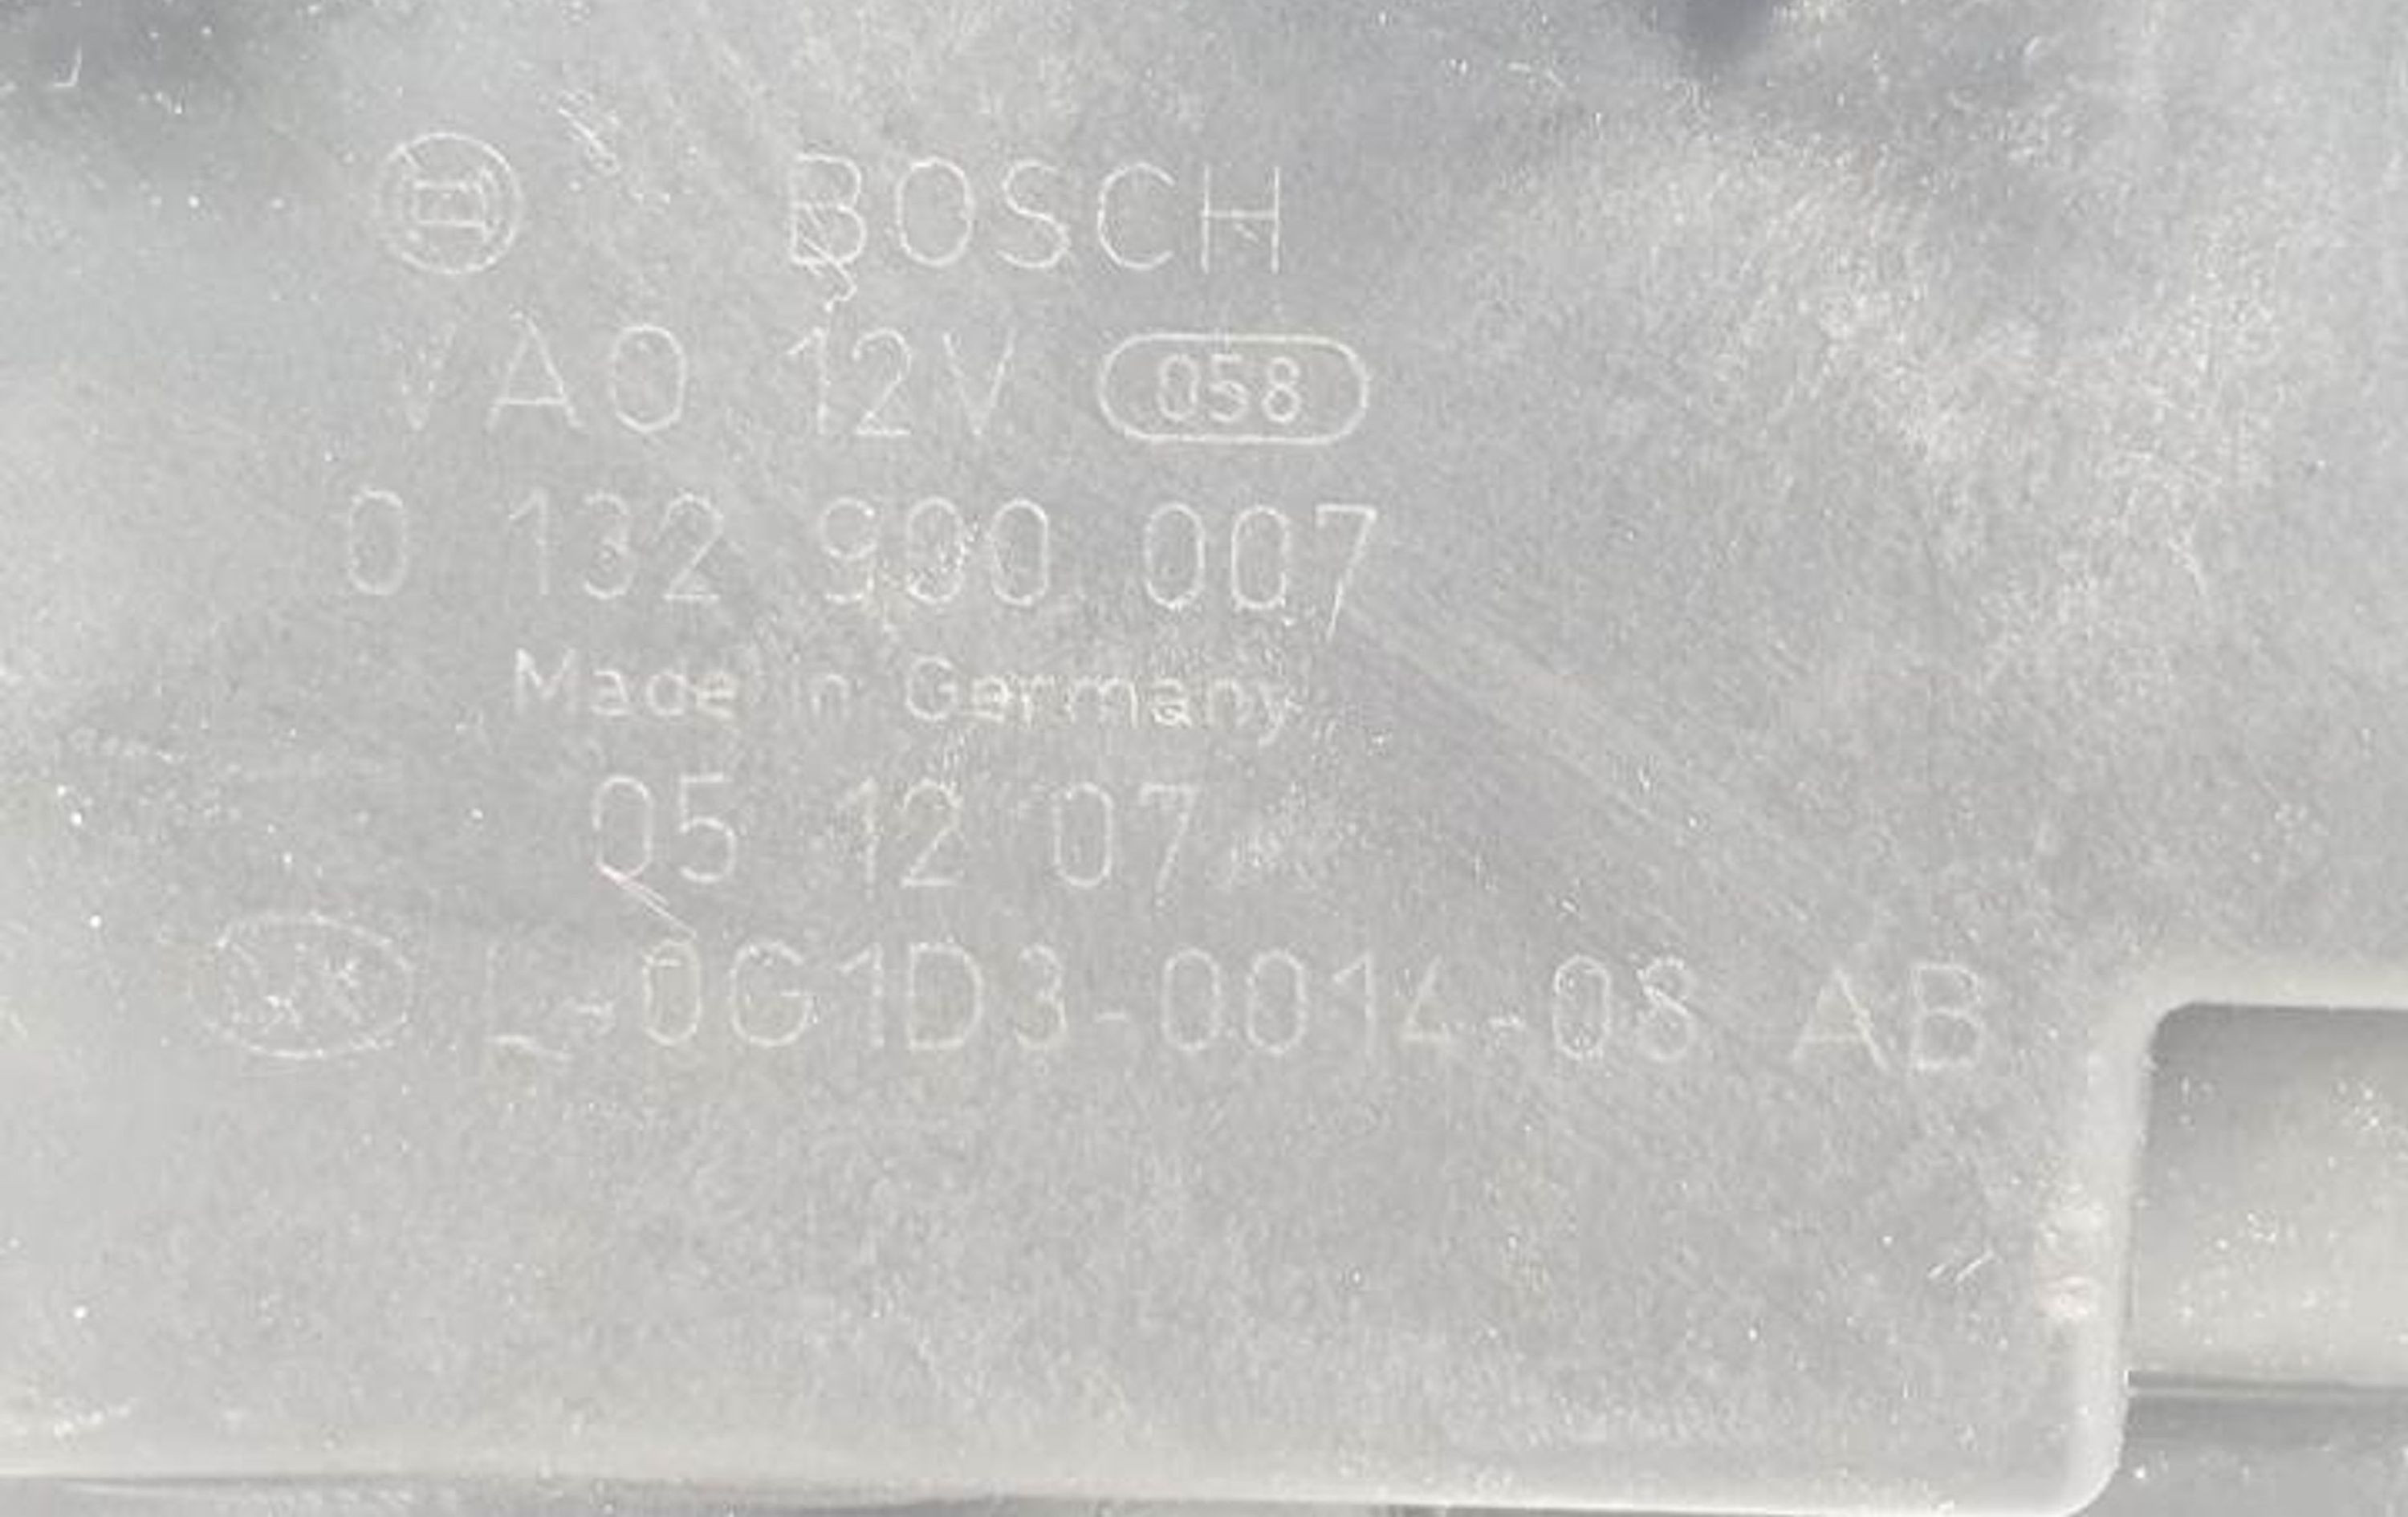 BOSCH
VA0 12V 058
0 132 900 007
Made in Germany
05 12 07
L-0G1D3-0014-08 AB